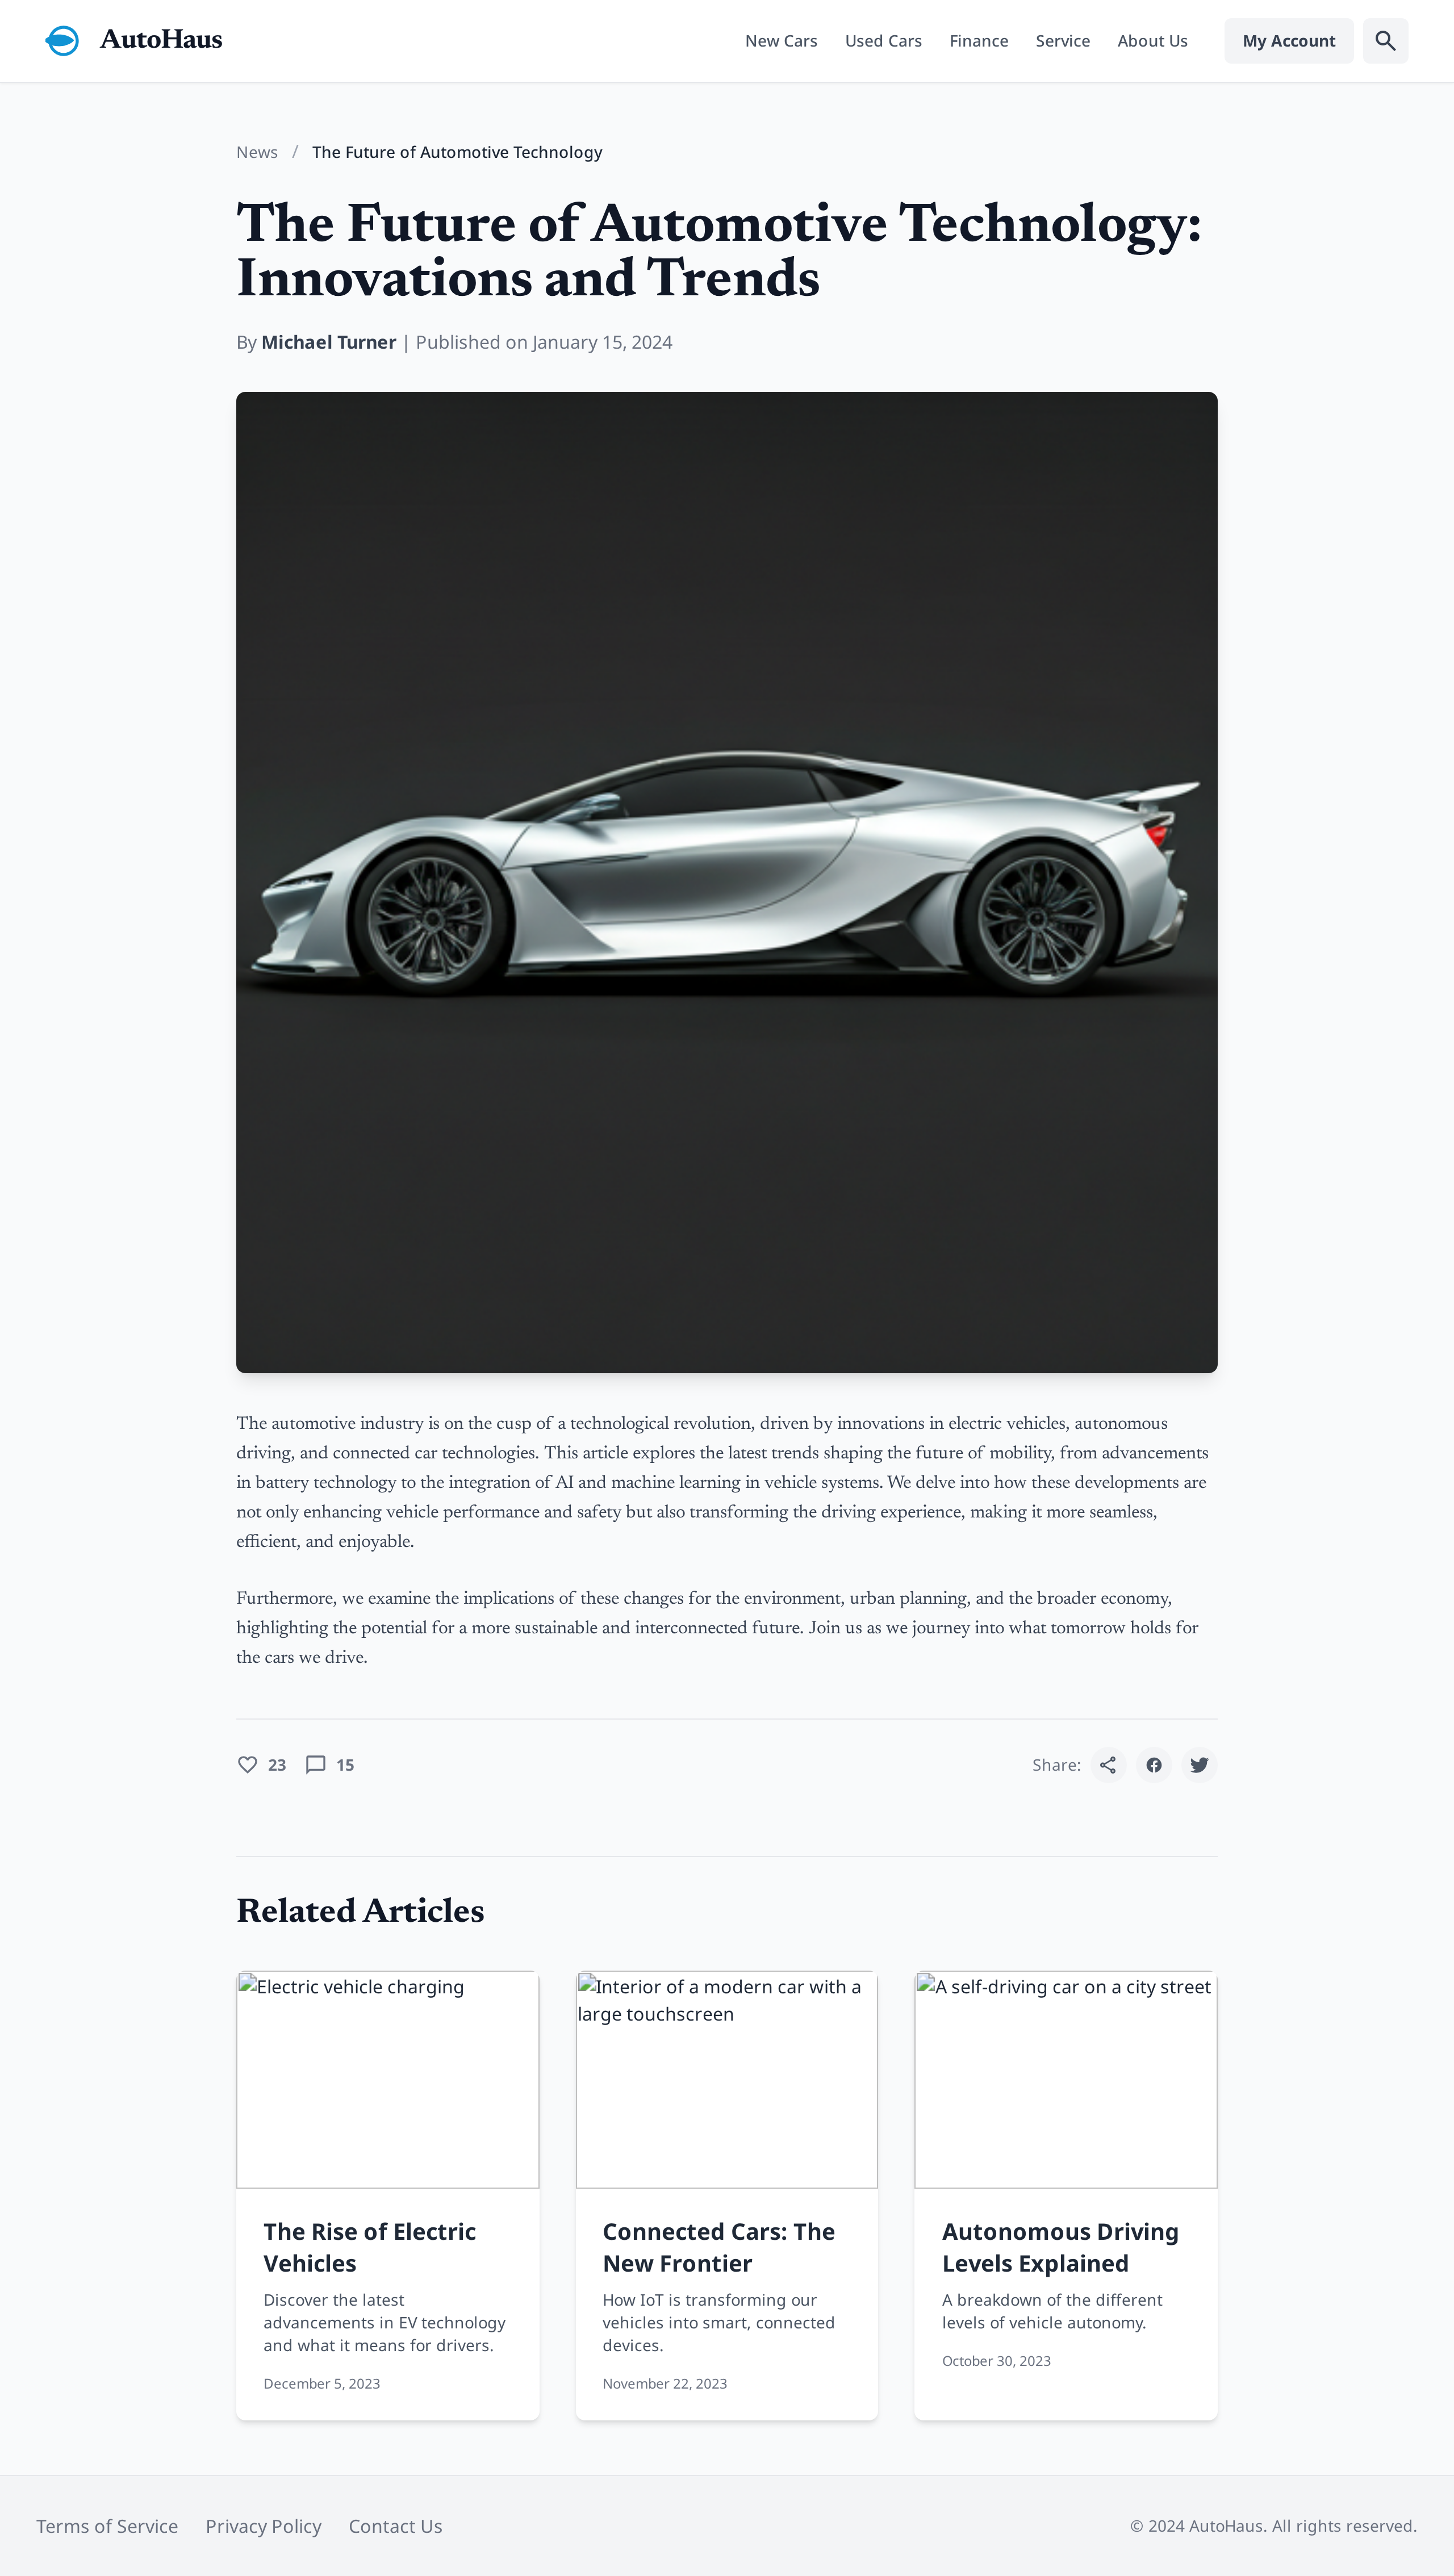 AutoHaus
New Cars
Used Cars
Finance
Service
About Us
My Account
News / The Future of Automotive Technology
The Future of Automotive Technology:
Innovations and Trends
By Michael Turner | Published on January 15, 2024
The automotive industry is on the cusp of a technological revolution, driven by innovations in electric vehicles, autonomous
driving, and connected car technologies. This article explores the latest trends shaping the future of mobility, from advancements
in battery technology to the integration of AI and machine learning in vehicle systems. We delve into how these developments are
not only enhancing vehicle performance and safety but also transforming the driving experience, making it more seamless,
efficient, and enjoyable.
Furthermore, we examine the implications of these changes for the environment, urban planning, and the broader economy,
highlighting the potential for a more sustainable and interconnected future. Join us as we journey into what tomorrow holds for
the cars we drive.
23
15
Share:
Related Articles
Electric vehicle charging
The Rise of Electric
Vehicles
Discover the latest
advancements in EV technology
and what it means for drivers.
December 5, 2023
Interior of a modern car with a
large touchscreen
Connected Cars: The
New Frontier
How IoT is transforming our
vehicles into smart, connected
devices.
November 22, 2023
A self-driving car on a city street
Autonomous Driving
Levels Explained
A breakdown of the different
levels of vehicle autonomy.
October 30, 2023
Terms of Service
Privacy Policy
Contact Us
© 2024 AutoHaus. All rights reserved.